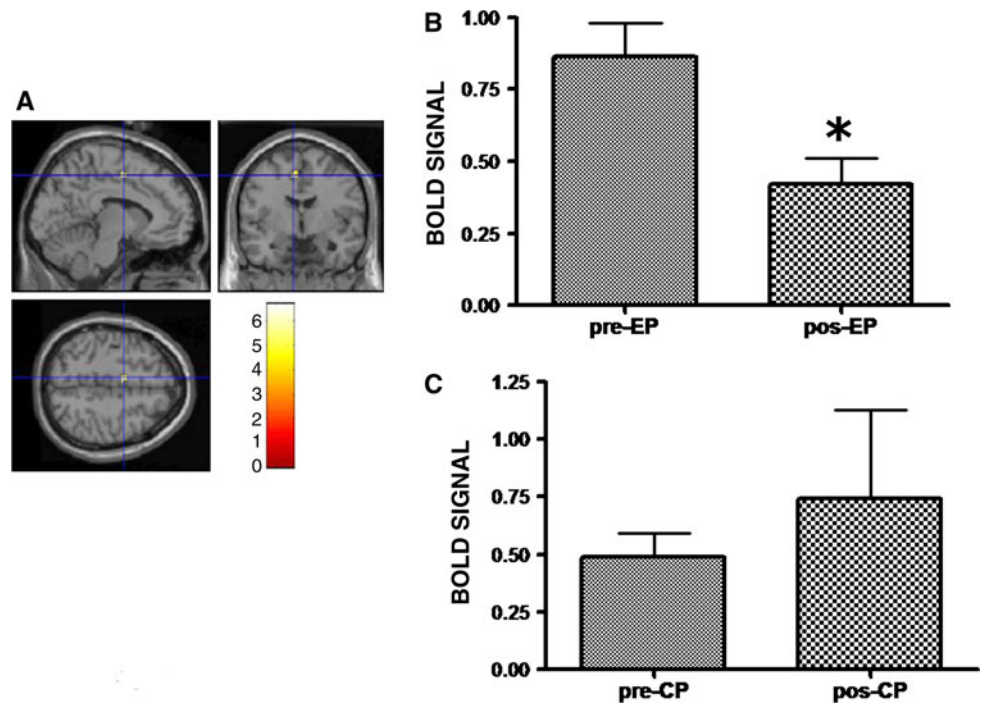 A
6
5
4
3
2
1
0
B
BOLD SIGNAL
1.00
0.75
0.50
0.25
0.00
*
pre-EP
pos-EP
C
BOLD SIGNAL
1.25
1.00
0.75
0.50
0.25
0.00
pre-CP
pos-CP